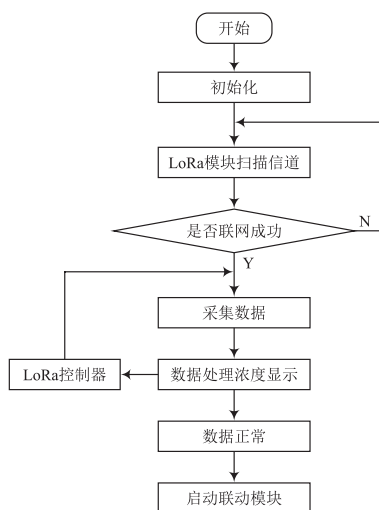 开始
初始化
LoRa模块扫描信道
是否联网成功
N
Y
采集数据
LoRa控制器
数据处理浓度显示
数据正常
启动联动模块